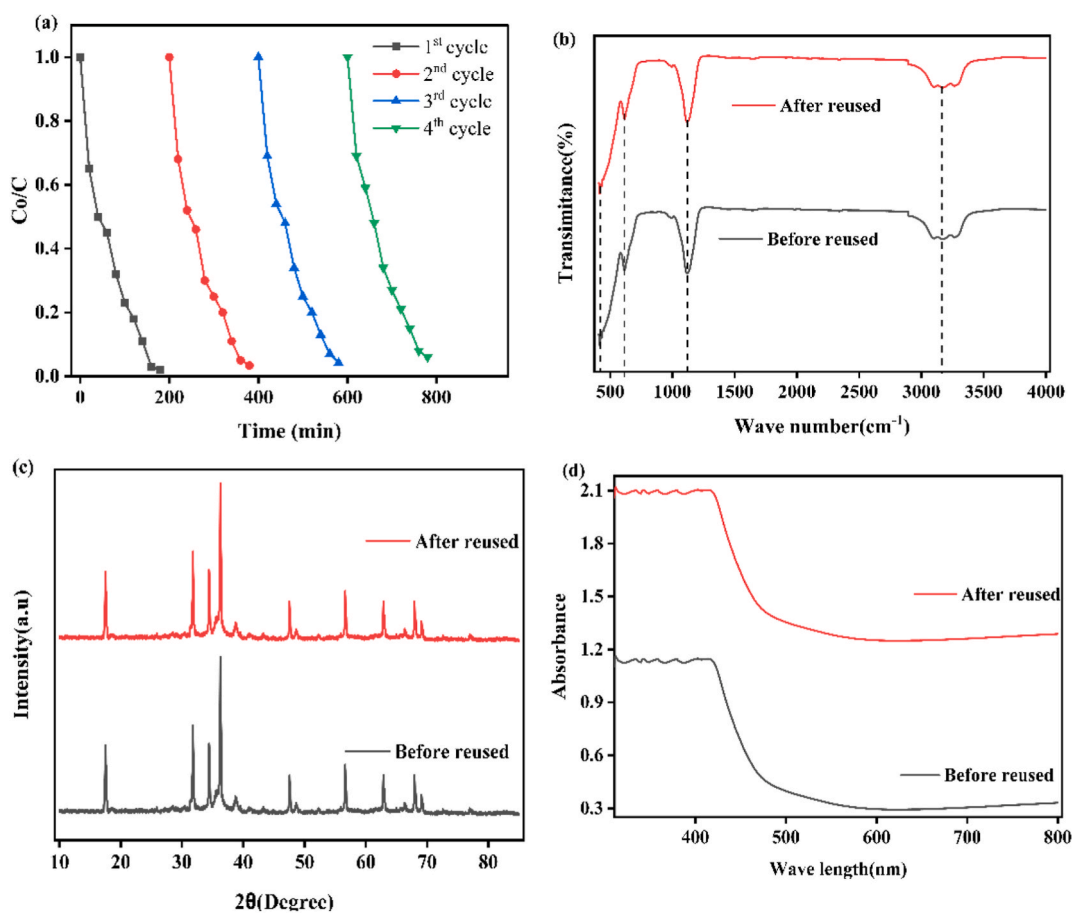 (a)
1st cycle
2nd cycle
3rd cycle
4th cycle
Co/C
1.0
0.8
0.6
0.4
0.2
0.0
0 200 400 600 800
Time (min)
(b)
After reused
Before reused
Transimitance(%)
500 1000 1500 2000 2500 3000 3500 4000
Wave number(cm-1)
(c)
After reused
Before reused
Intensity(a.u)
10 20 30 40 50 60 70 80
2θ(Degree)
(d)
2.1
1.8
1.5
1.2
0.9
0.6
0.3
After reused
Before reused
Absorbance
400 500 600 700 800
Wave length(nm)